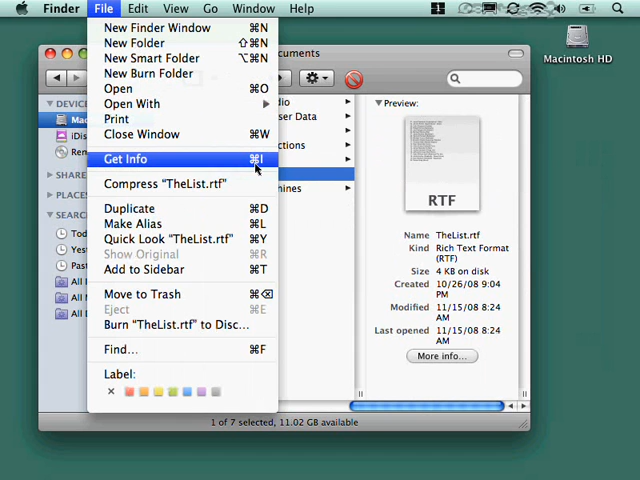 Finder File Edit View Go Window Help
Macintosh HD
New Finder Window ⌘N
New Folder ⇧⌘N
New Smart Folder ⌥⌘N
New Burn Folder
Open ⌘O
Open With
Print
Close Window ⌘W
Get Info ⌘I
Compress “TheList.rtf”
Duplicate ⌘D
Make Alias ⌘L
Quick Look “TheList.rtf” ⌘Y
Show Original ⌘R
Add to Sidebar ⌘T
Move to Trash ⌘⌫
Eject ⌘E
Burn “TheList.rtf” to Disc…
Find… ⌘F
Label:
cuments
DEVIC
Mac
iDis
Rem
SHARE
PLACES
SEARC
Toda
Yest
Past
All I
All
All D
dio
ser Data
ctions
hines
Preview:
RTF
Name TheList.rtf
Kind Rich Text Format
(RTF)
Size 4 KB on disk
Created 10/26/08 9:04
PM
Modified 11/15/08 8:24
AM
Last opened 11/15/08 8:24
AM
More info...
1 of 7 selected, 11.02 GB available